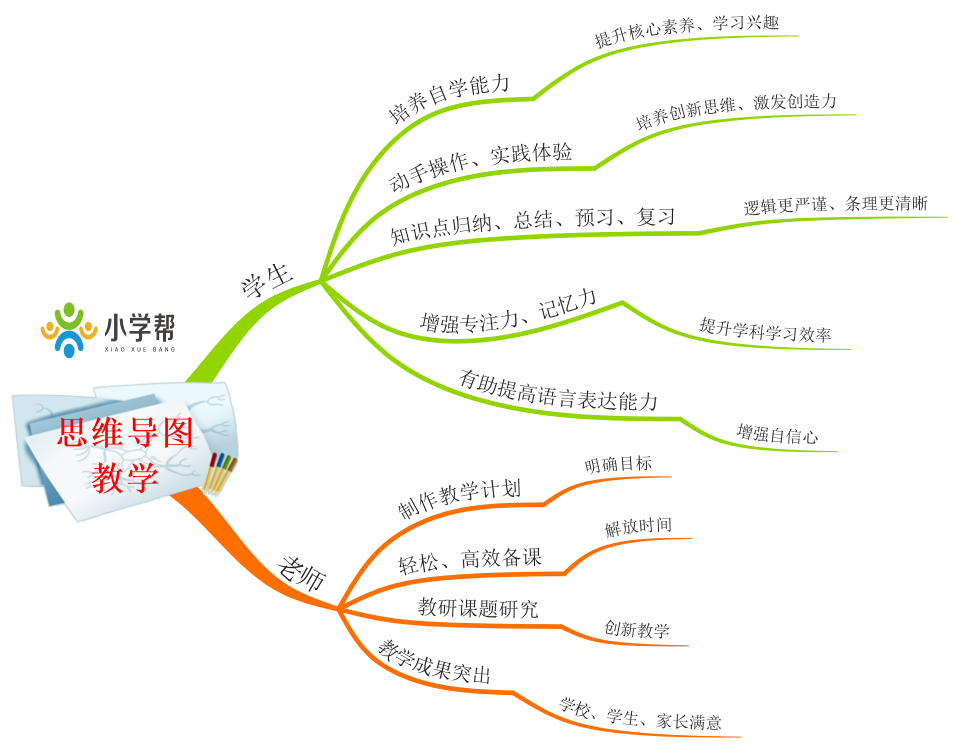 提升核心素养、学习兴趣
培养自学能力
培养创新思维、激发创造力
动手操作、实践体验
逻辑更严谨、条理更清晰
知识点归纳、总结、预习、复习
学生
小学帮
XIAO XUE BANG
增强专注力、记忆力
提升学科学习效率
有助提高语言表达能力
增强自信心
思维导图
教学
制作教学计划
明确目标
老师
轻松、高效备课
解放时间
教研课题研究
创新教学
教学成果突出
学校、学生、家长满意